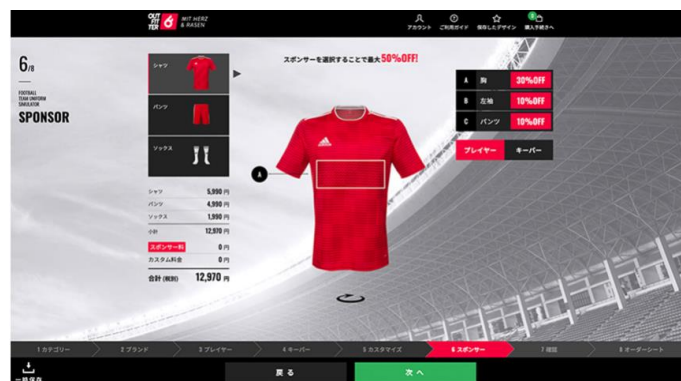 OUT
FIT
TER
MIT HERZ
& RASEN
アカウント
ご利用ガイド
保存したデザイン
購入手続きへ
6/8
FOOTBALL
TEAM UNIFORM
SIMULATOR
SPONSOR
シャツ
パンツ
ソックス
シャツ 5,990 円
パンツ 4,990 円
ソックス 1,990 円
小計 12,970 円
スポンサー料 0 円
カスタム料金 0 円
合計 (税別) 12,970 円
スポンサーを選択することで最大50%OFF!
adidas
A
A 胸 30%OFF
B 左袖 10%OFF
C パンツ 10%OFF
プレイヤー キーパー
1 カテゴリー 2 ブランド 3 プレイヤー 4 キーパー 5 カスタマイズ 6 スポンサー 7 確認 8 オーダーシート
一時保存
戻る 次へ